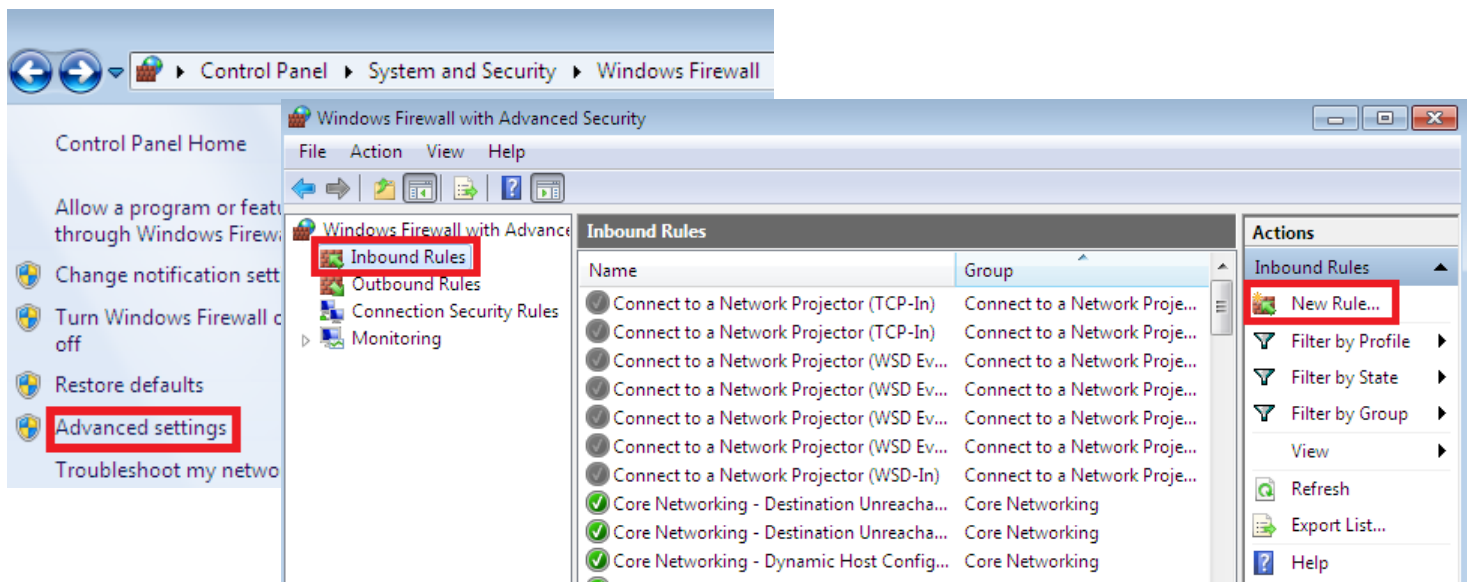 Control Panel ▸ System and Security ▸ Windows Firewall
Control Panel Home
Allow a program or featu
through Windows Firewa
Change notification sett
Turn Windows Firewall o
off
Restore defaults
Advanced settings
Troubleshoot my netwo
Windows Firewall with Advanced Security
File Action View Help
Windows Firewall with Advance
Inbound Rules
Outbound Rules
Connection Security Rules
Monitoring
Inbound Rules
Name Group
Connect to a Network Projector (TCP-In) Connect to a Network Proje...
Connect to a Network Projector (TCP-In) Connect to a Network Proje...
Connect to a Network Projector (WSD Ev... Connect to a Network Proje...
Connect to a Network Projector (WSD Ev... Connect to a Network Proje...
Connect to a Network Projector (WSD Ev... Connect to a Network Proje...
Connect to a Network Projector (WSD Ev... Connect to a Network Proje...
Connect to a Network Projector (WSD-In) Connect to a Network Proje...
Core Networking - Destination Unreacha... Core Networking
Core Networking - Destination Unreacha... Core Networking
Core Networking - Dynamic Host Config... Core Networking
Actions
Inbound Rules
New Rule...
Filter by Profile
Filter by State
Filter by Group
View
Refresh
Export List...
Help